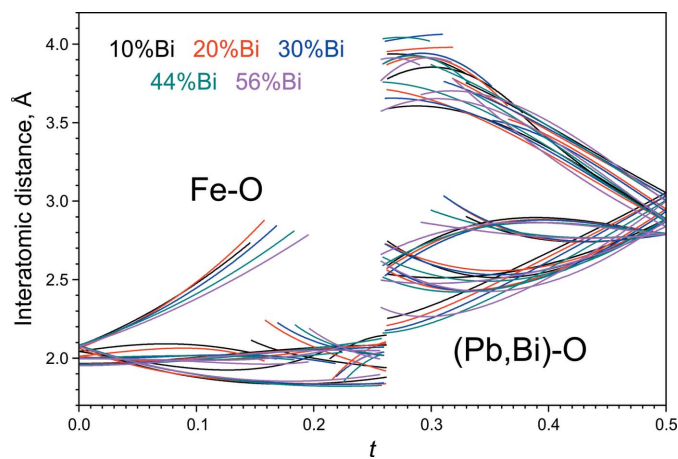 4.0
10%Bi 20%Bi 30%Bi
44%Bi 56%Bi
3.5
Interatomic distance, Å
Fe-O
3.0
2.5
(Pb,Bi)-O
2.0
0.0 0.1 0.2 0.3 0.4 0.5
t